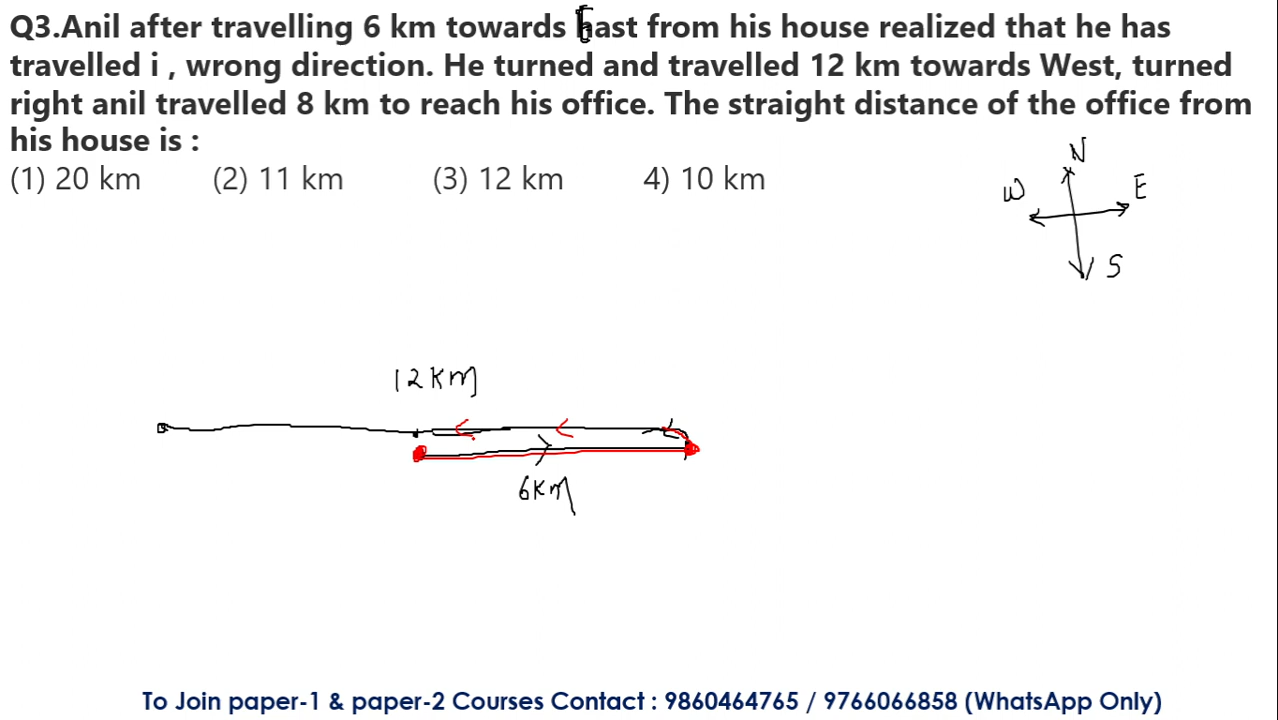 Q3.Anil after travelling 6 km towards East from his house realized that he has
travelled i , wrong direction. He turned and travelled 12 km towards West, turned
right anil travelled 8 km to reach his office. The straight distance of the office from
his house is :
(1) 20 km (2) 11 km (3) 12 km 4) 10 km
N
W E
S
12 KM
6KM
To Join paper-1 & paper-2 Courses Contact : 9860464765 / 9766066858 (WhatsApp Only)